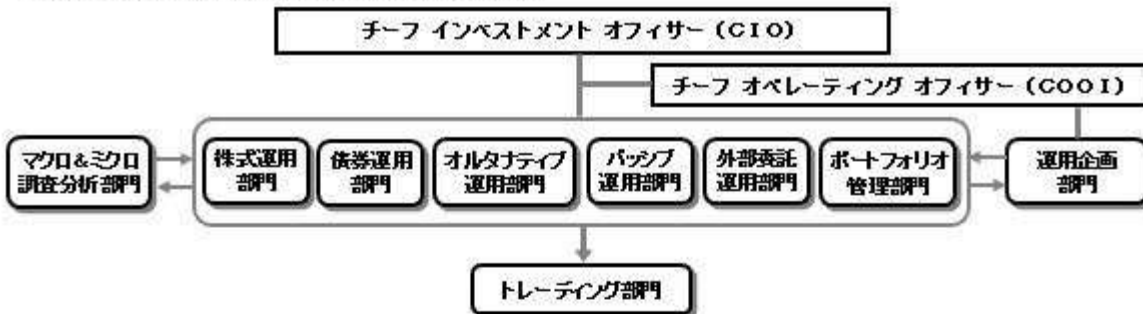 チーフ インベストメント オフィサー (CIO)
チーフ オペレーティング オフィサー (COOI)
マクロ&ミクロ
調査分析部門
株式運用
部門
債券運用
部門
オルタナティブ
運用部門
パッシブ
運用部門
外部委託
運用部門
ポートフォリオ
管理部門
運用企画
部門
トレーディング部門